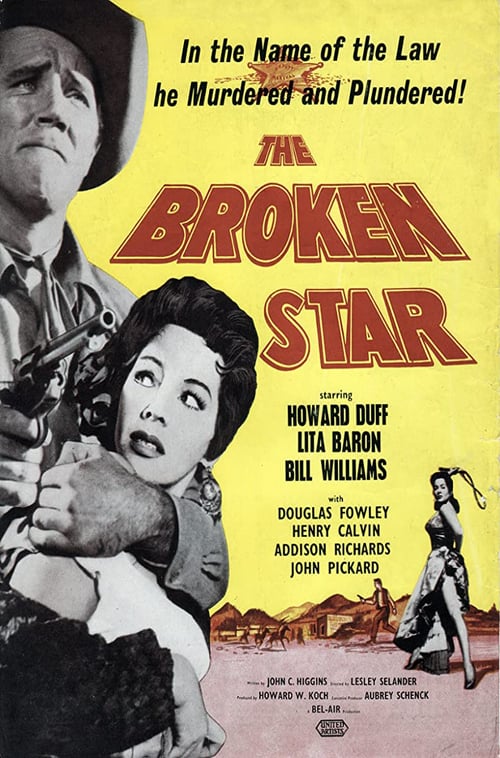 In the Name of the Law
he Murdered and Plundered!
THE
BROKEN
STAR
starring
HOWARD DUFF
LITA BARON
BILL WILLIAMS
with
DOUGLAS FOWLEY
HENRY CALVIN
ADDISON RICHARDS
JOHN PICKARD
Written by JOHN C. HIGGINS Directed by LESLEY SELANDER
Produced by HOWARD W. KOCH Executive Producer AUBREY SCHENCK
A BEL-AIR Production
UNITED
ARTISTS